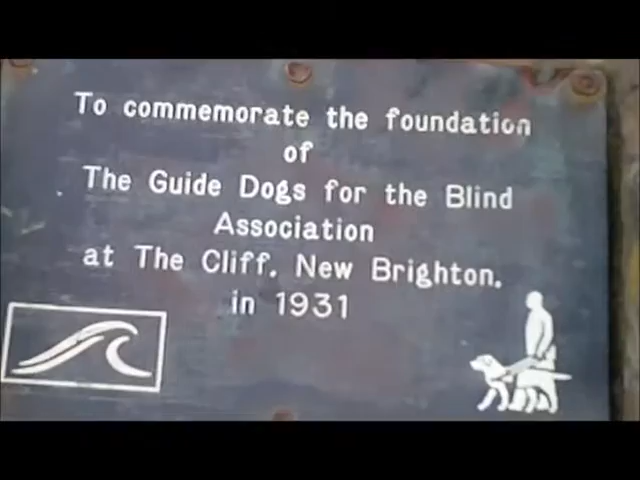 To commemorate the foundation
of
The Guide Dogs for the Blind
Association
at The Cliff. New Brighton.
in 1931